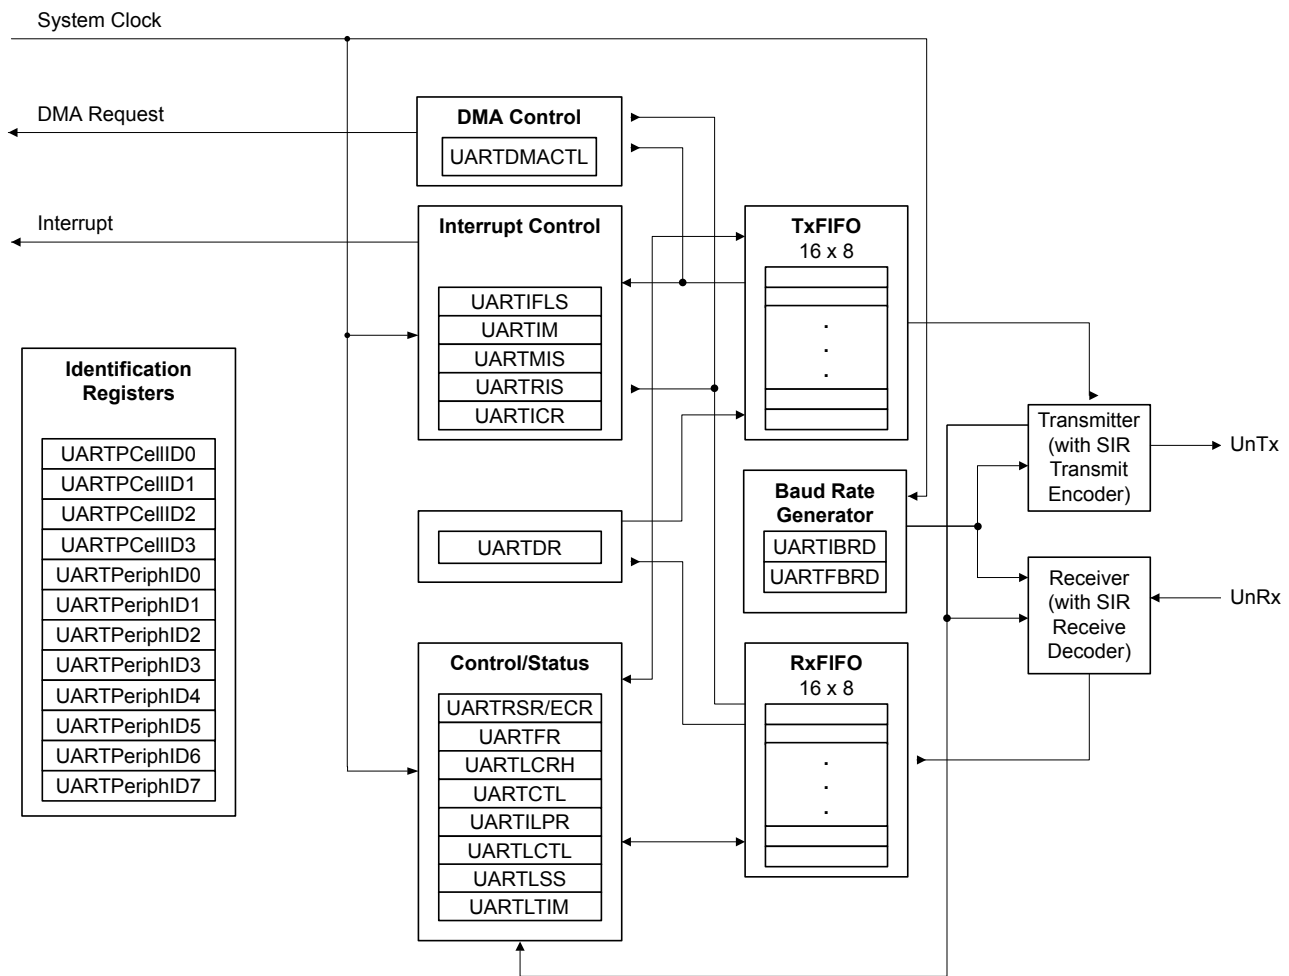 System Clock
DMA Request
DMA Control
UARTDMACTL
Interrupt
Interrupt Control
UARTIFLS
UARTIM
UARTMIS
UARTRIS
UARTICR
TxFIFO
16 x 8
.
.
.
Identification
Registers
UARTPCellID0
UARTPCellID1
UARTPCellID2
UARTPCellID3
UARTPeriphID0
UARTPeriphID1
UARTPeriphID2
UARTPeriphID3
UARTPeriphID4
UARTPeriphID5
UARTPeriphID6
UARTPeriphID7
Transmitter
(with SIR
Transmit
Encoder)
UnTx
Baud Rate
Generator
UARTIBRD
UARTFBRD
UARTDR
Receiver
(with SIR
Receive
Decoder)
UnRx
Control/Status
UARTRSR/ECR
UARTFR
UARTLCRH
UARTCTL
UARTILPR
UARTLCTL
UARTLSS
UARTLTIM
RxFIFO
16 x 8
.
.
.